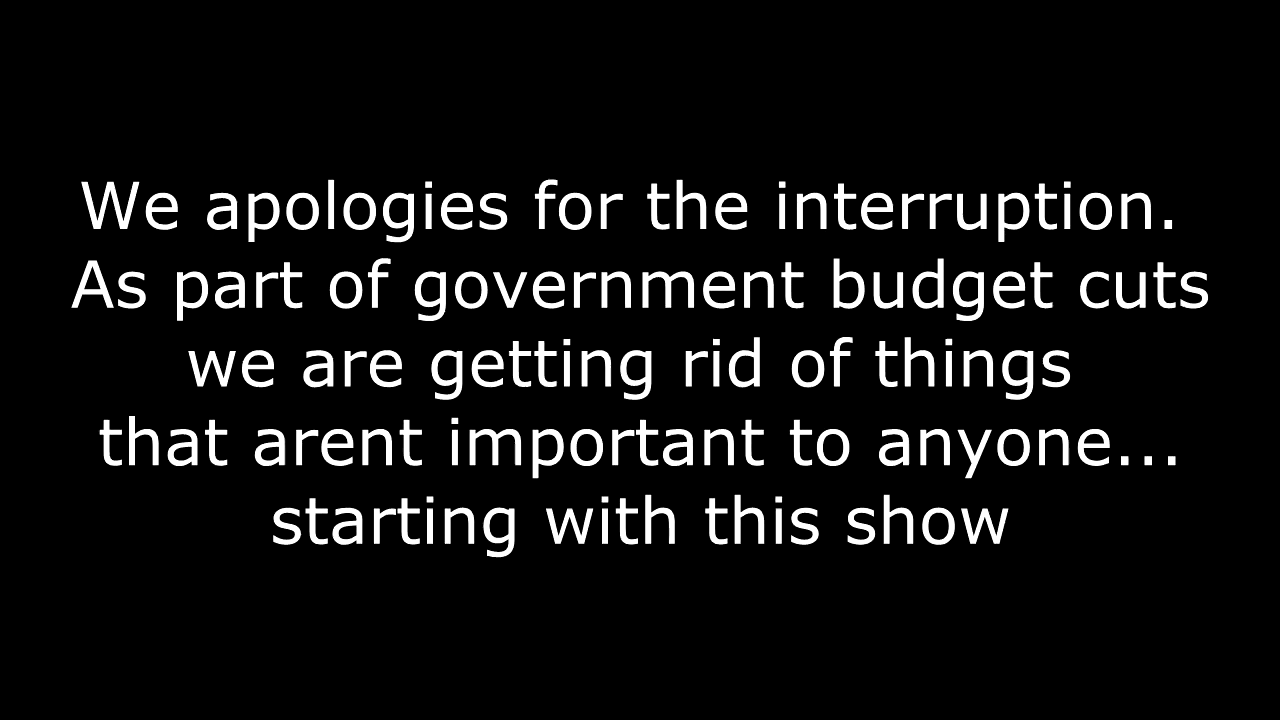 We apologies for the interruption.
As part of government budget cuts
we are getting rid of things
that arent important to anyone...
starting with this show